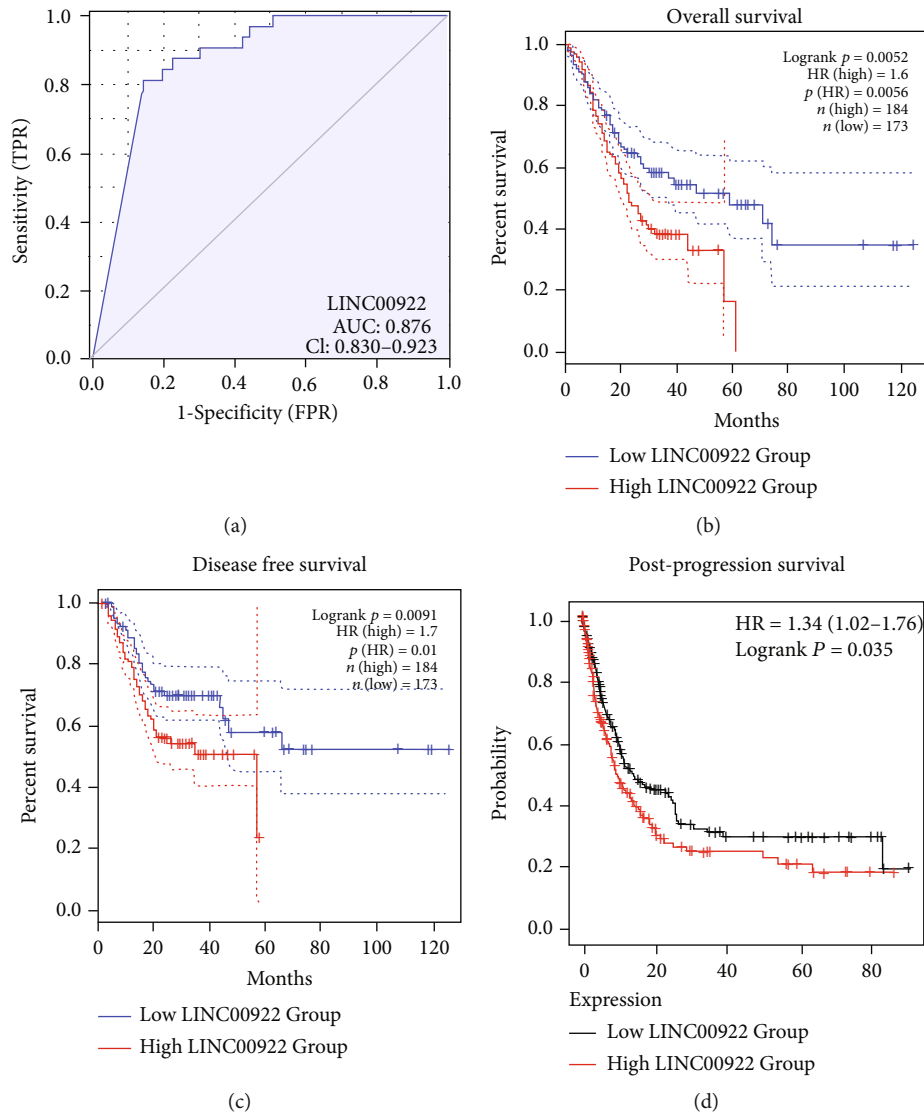 1.0
0.8
0.6
0.4
0.2
0.0
Sensitivity (TPR)
LINC00922
AUC: 0.876
CI: 0.830–0.923
0.0 0.2 0.4 0.6 0.8 1.0
1-Specificity (FPR)
(a)
Overall survival
1.0
0.8
0.6
0.4
0.2
0.0
Percent survival
Logrank p = 0.0052
HR (high) = 1.6
p (HR) = 0.0056
n (high) = 184
n (low) = 173
0 20 40 60 80 100 120
Months
Low LINC00922 Group
High LINC00922 Group
(b)
Disease free survival
1.0
0.8
0.6
0.4
0.2
0.0
Percent survival
Logrank p = 0.0091
HR (high) = 1.7
p (HR) = 0.01
n (high) = 184
n (low) = 173
0 20 40 60 80 100 120
Months
Low LINC00922 Group
High LINC00922 Group
(c)
Post-progression survival
1.0
0.8
0.6
0.4
0.2
0.0
Probability
HR = 1.34 (1.02–1.76)
Logrank P = 0.035
0 20 40 60 80
Expression
Low LINC00922 Group
High LINC00922 Group
(d)